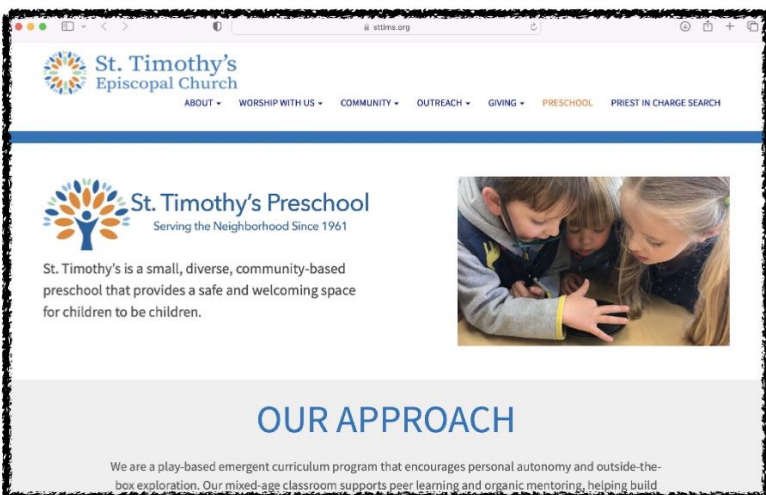 sttims.org
St. Timothy's
Episcopal Church
ABOUT WORSHIP WITH US COMMUNITY OUTREACH GIVING PRESCHOOL PRIEST IN CHARGE SEARCH
St. Timothy's Preschool
Serving the Neighborhood Since 1961
St. Timothy's is a small, diverse, community-based
preschool that provides a safe and welcoming space
for children to be children.
OUR APPROACH
We are a play-based emergent curriculum program that encourages personal autonomy and outside-the-
box exploration. Our mixed-age classroom supports peer learning and organic mentoring, helping build